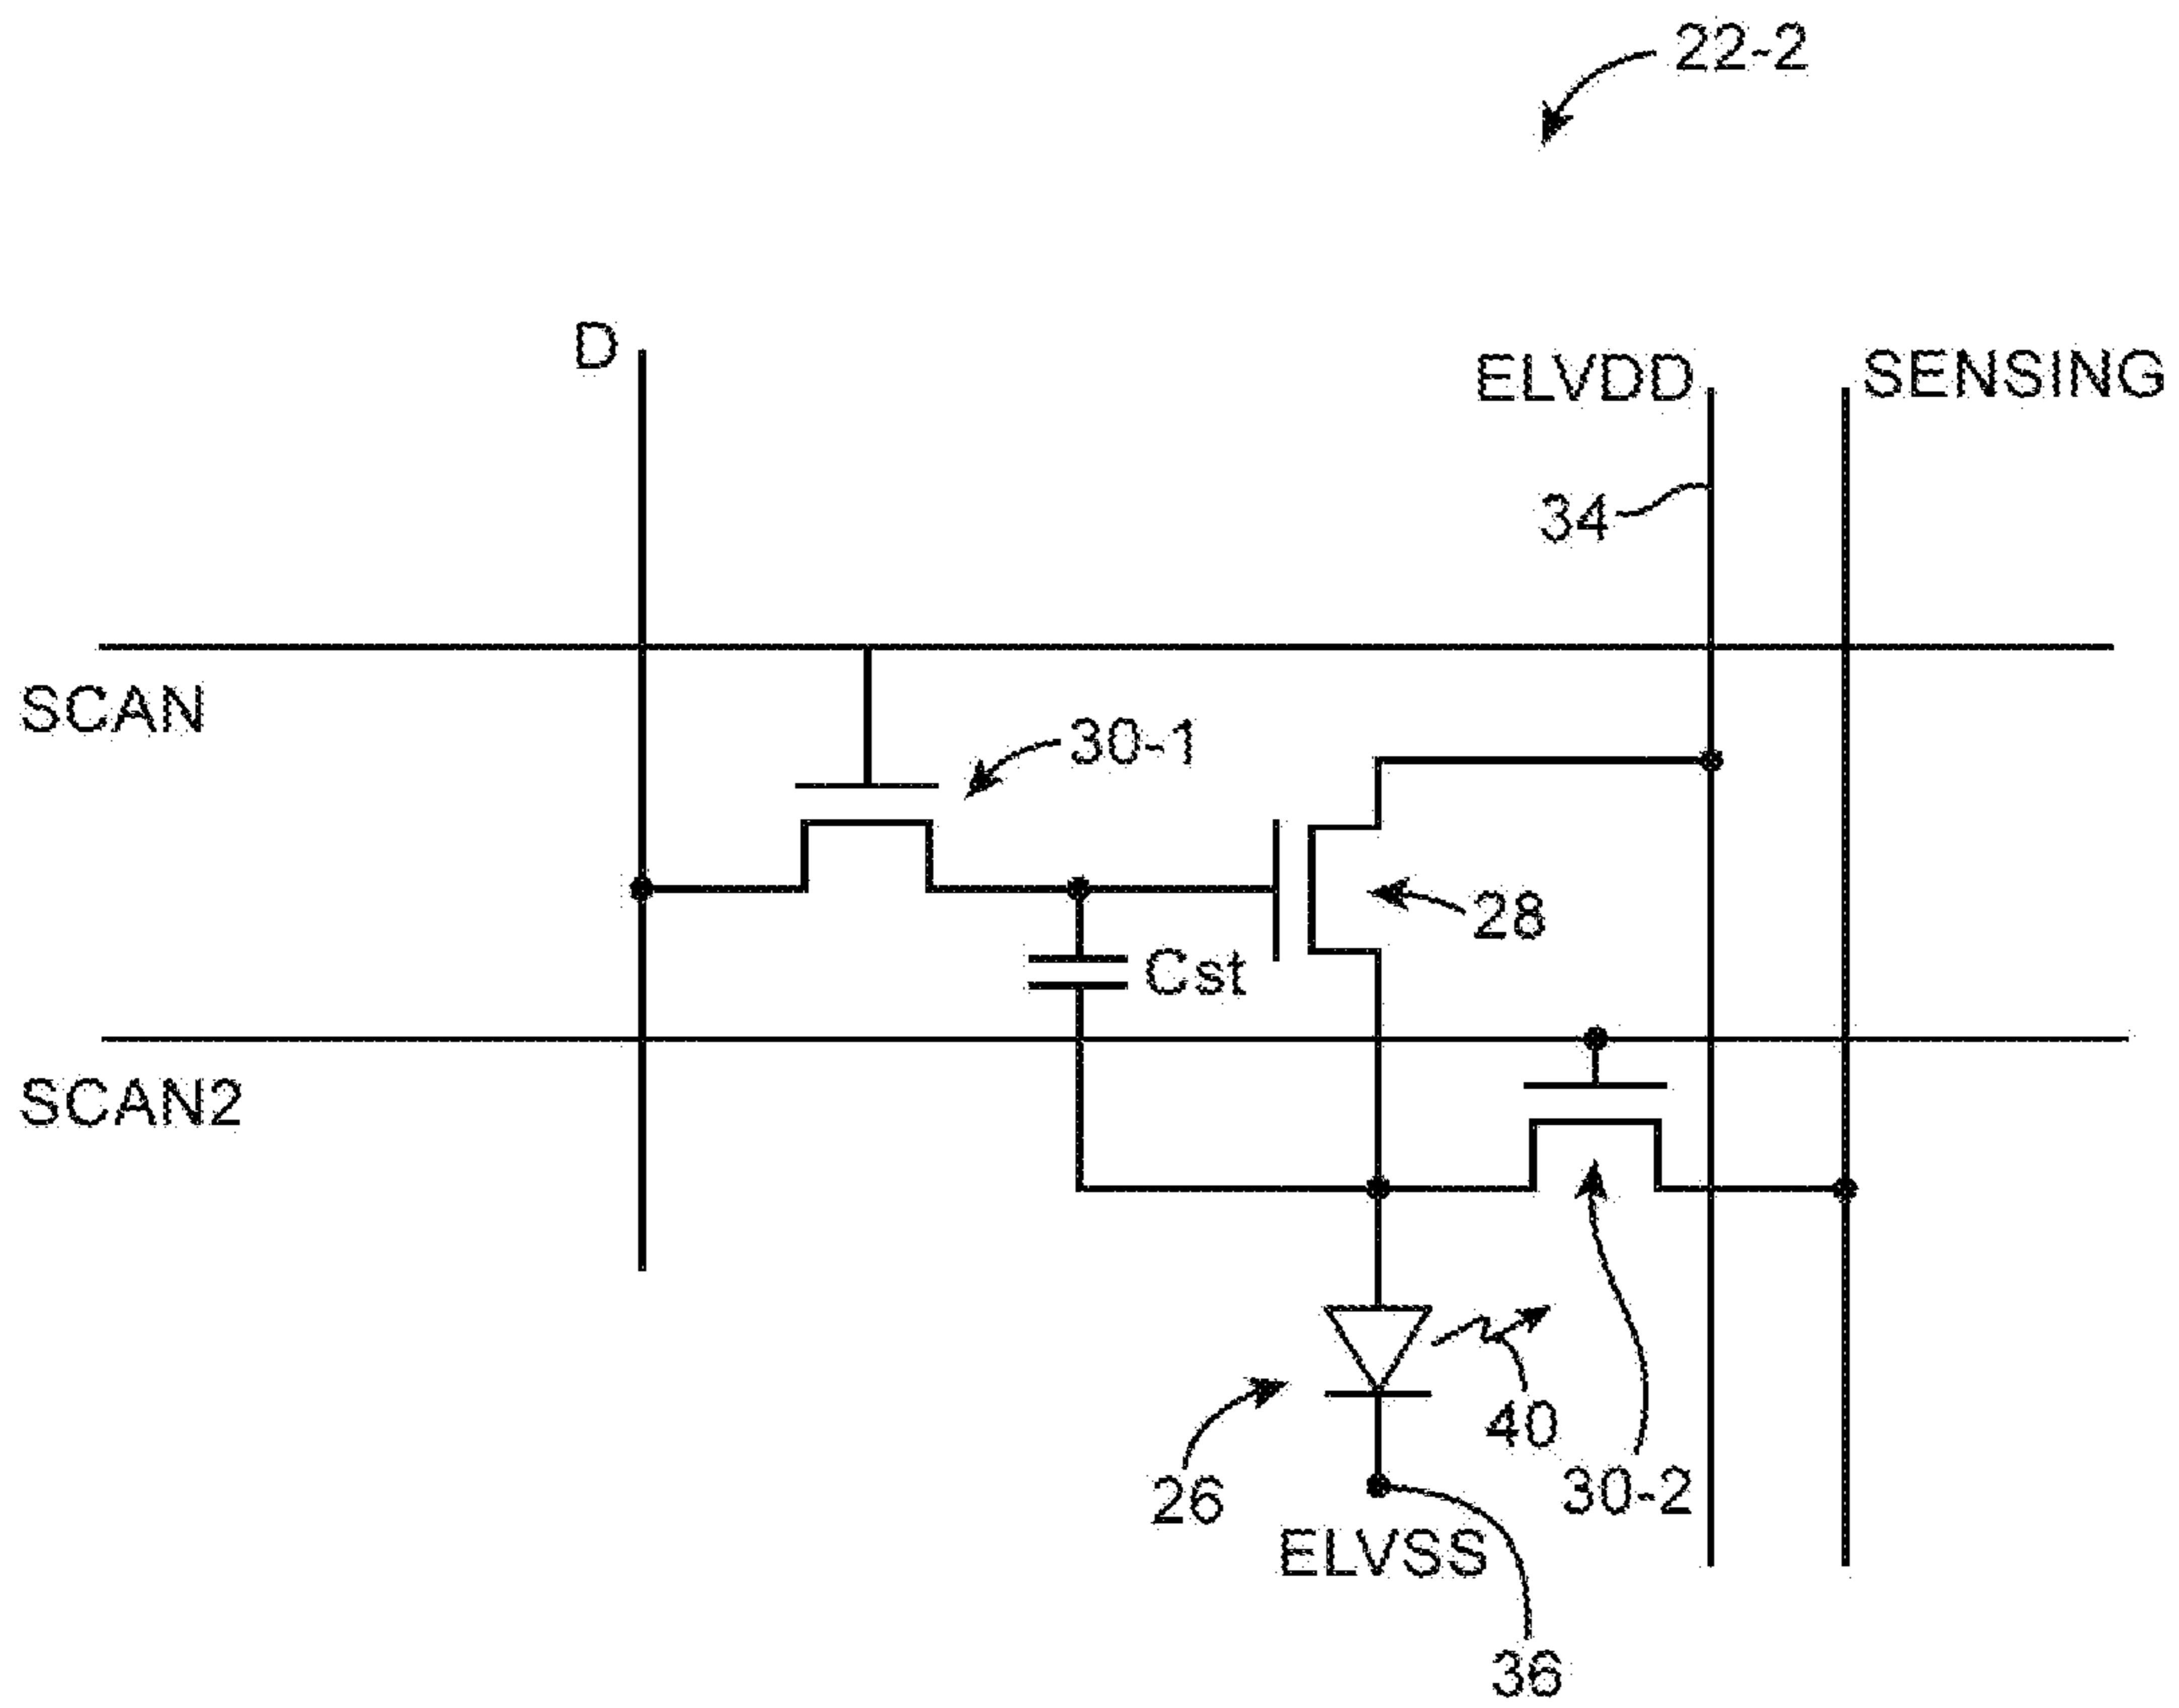 22-2
D
ELVDD
SENSING
34
SCAN
30-1
28
Cst
SCAN2
40
26
30-2
ELVSS
36